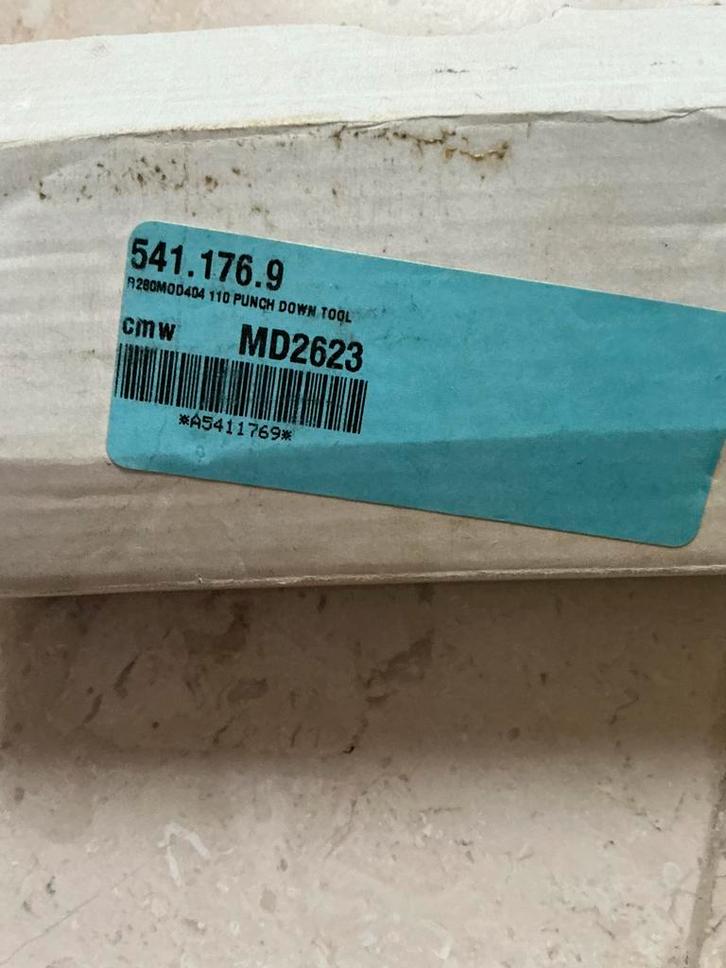 541.176.9
R280MOD404 110 PUNCH DOWN TOOL
cmw MD2623
*A5411769*